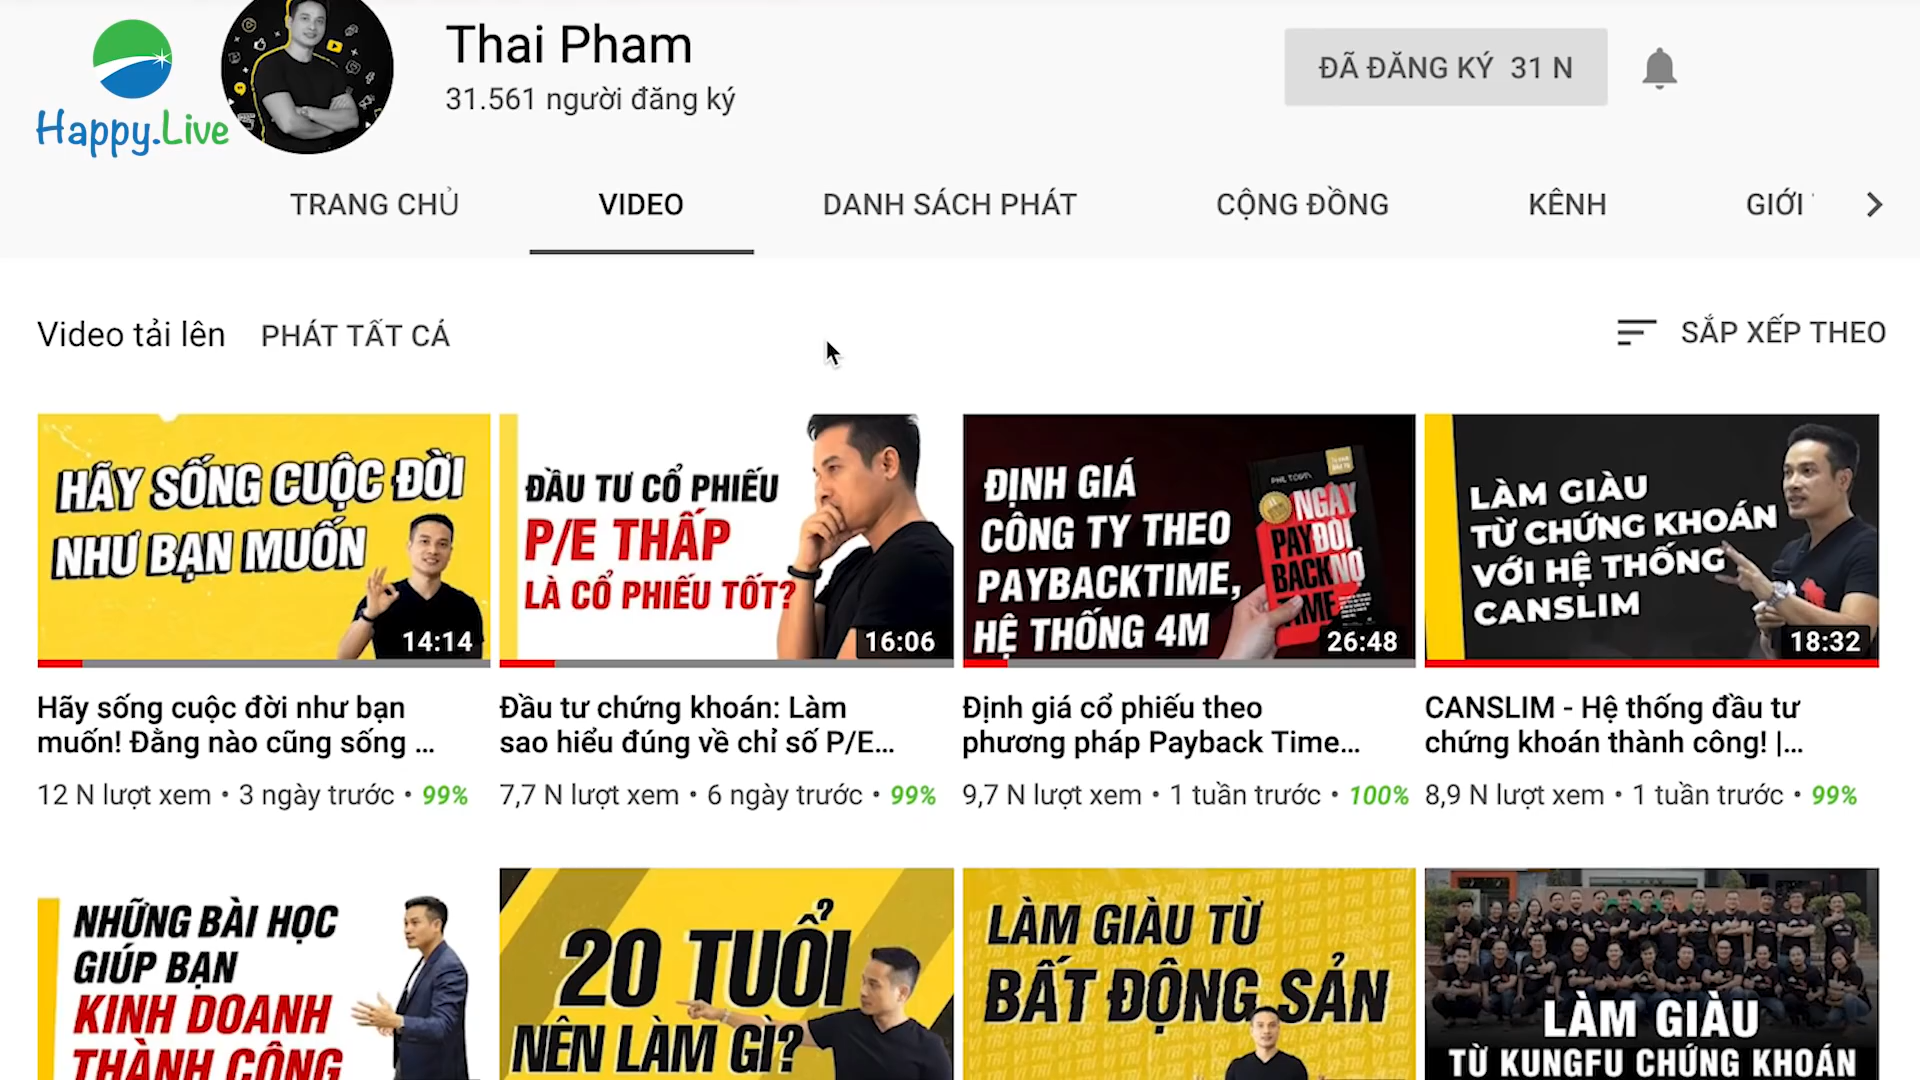 Happy.Live
Thai Pham
31.561 người đăng ký
ĐÃ ĐĂNG KÝ 31 N
TRANG CHỦ
VIDEO
DANH SÁCH PHÁT
CỘNG ĐỒNG
KÊNH
GIỚI
Video tải lên
PHÁT TẤT CẢ
SẮP XẾP THEO
HÃY SỐNG CUỘC ĐỜI
NHƯ BẠN MUỐN
14:14
ĐẦU TƯ CỔ PHIẾU
P/E THẤP
LÀ CỔ PHIẾU TỐT?
16:06
ĐỊNH GIÁ
CÔNG TY THEO
PAYBACKTIME,
HỆ THỐNG 4M
NGÀY
PAY ĐÒI
BACK NỢ
TIME
26:48
LÀM GIÀU
TỪ CHỨNG KHOÁN
VỚI HỆ THỐNG
CANSLIM
18:32
Hãy sống cuộc đời như bạn
muốn! Đằng nào cũng sống ...
12 N lượt xem • 3 ngày trước • 99%
Đầu tư chứng khoán: Làm
sao hiểu đúng về chỉ số P/E...
7,7 N lượt xem • 6 ngày trước • 99%
Định giá cổ phiếu theo
phương pháp Payback Time...
9,7 N lượt xem • 1 tuần trước • 100%
CANSLIM - Hệ thống đầu tư
chứng khoán thành công! |...
8,9 N lượt xem • 1 tuần trước • 99%
NHỮNG BÀI HỌC
GIÚP BẠN
KINH DOANH
THÀNH CÔNG
20 TUỔI
NÊN LÀM GÌ?
LÀM GIÀU TỪ
BẤT ĐỘNG SẢN
LÀM GIÀU
TỪ KUNGFU CHỨNG KHOÁN